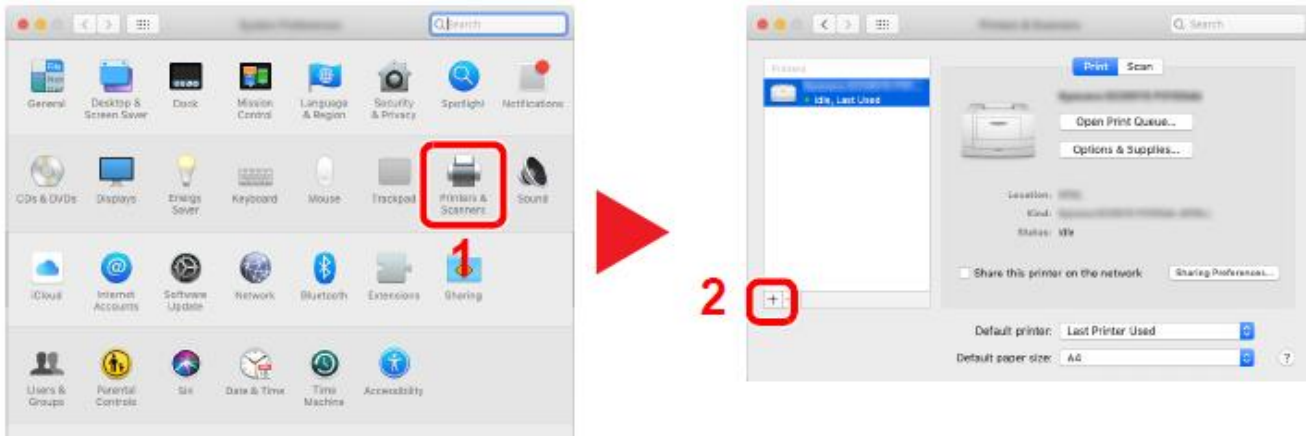 Search
General
Desktop &
Screen Saver
Dock
Mission
Control
Language
& Region
Security
& Privacy
Spotlight
Notifications
CDs & DVDs
Displays
Energy
Saver
Keyboard
Mouse
Trackpad
Printers &
Scanners
Sound
1
iCloud
Internet
Accounts
Software
Update
Network
Bluetooth
Extensions
Sharing
Users &
Groups
Parental
Controls
Siri
Date & Time
Time
Machine
Accessibility
Search
Printers
Print Scan
Idle, Last Used
Open Print Queue...
Options & Supplies...
Location:
Kind:
Status: Idle
Share this printer on the network
Sharing Preferences...
2
+
-
Default printer: Last Printer Used
Default paper size: A4
?